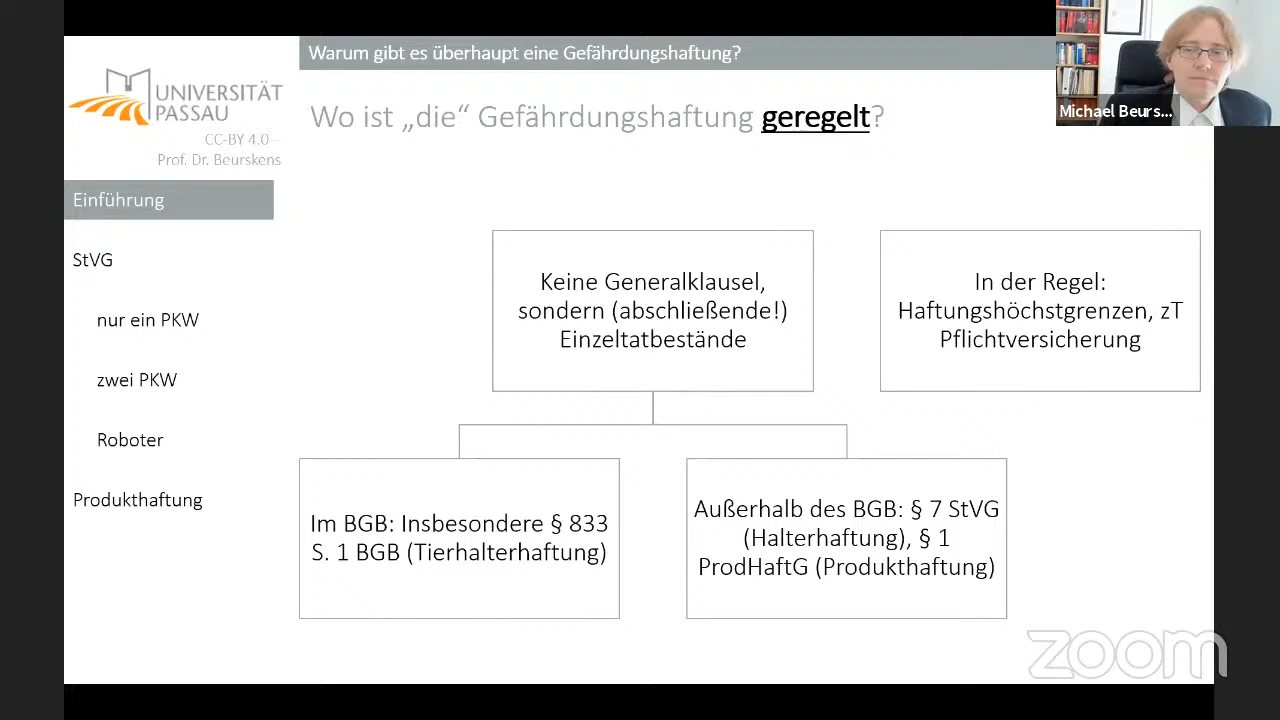 Warum gibt es überhaupt eine Gefährdungshaftung?
Michael Beurs...
UNIVERSITÄT
PASSAU
CC-BY 4.0 –
Prof. Dr. Beurskens
Wo ist „die“ Gefährdungshaftung geregelt?
Einführung
StVG
nur ein PKW
zwei PKW
Roboter
Produkthaftung
Keine Generalklausel,
sondern (abschließende!)
Einzeltatbestände
In der Regel:
Haftungshöchstgrenzen, zT
Pflichtversicherung
Im BGB: Insbesondere § 833
S. 1 BGB (Tierhalterhaftung)
Außerhalb des BGB: § 7 StVG
(Halterhaftung), § 1
ProdHaftG (Produkthaftung)
zoom